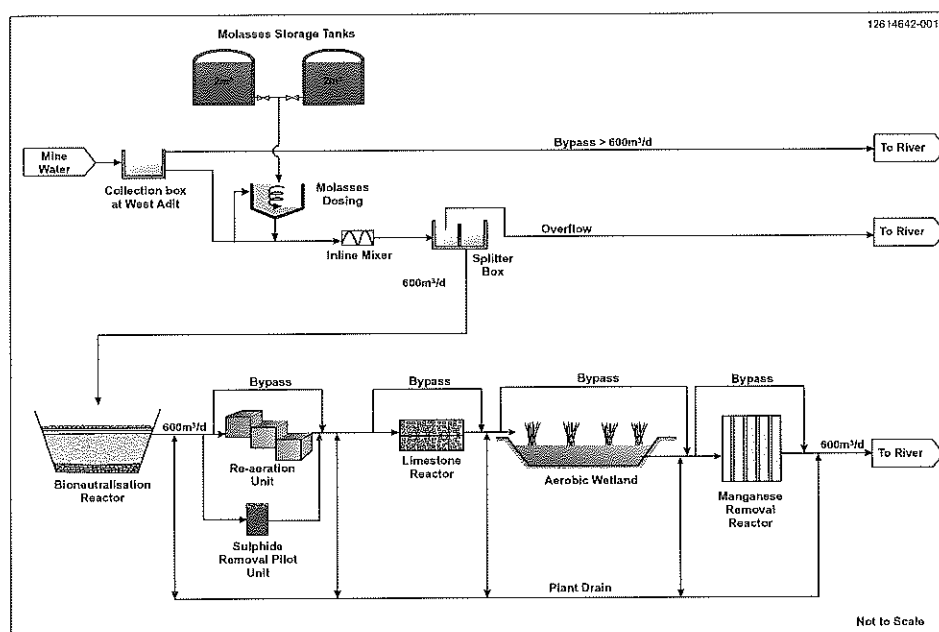 12614642-001
Molasses Storage Tanks
2m³
2m³
Mine
Water
Collection box
at West Adit
Bypass > 600m³/d
To River
Molasses
Dosing
Inline Mixer
Splitter
Box
Overflow
To River
600m³/d
Bypass
Bypass
Bypass
Bypass
600m³/d
Bioneutralisation
Reactor
Re-aeration
Unit
Sulphide
Removal Pilot
Unit
Limestone
Reactor
Aerobic Wetland
Manganese
Removal
Reactor
600m³/d
To River
Plant Drain
Not to Scale